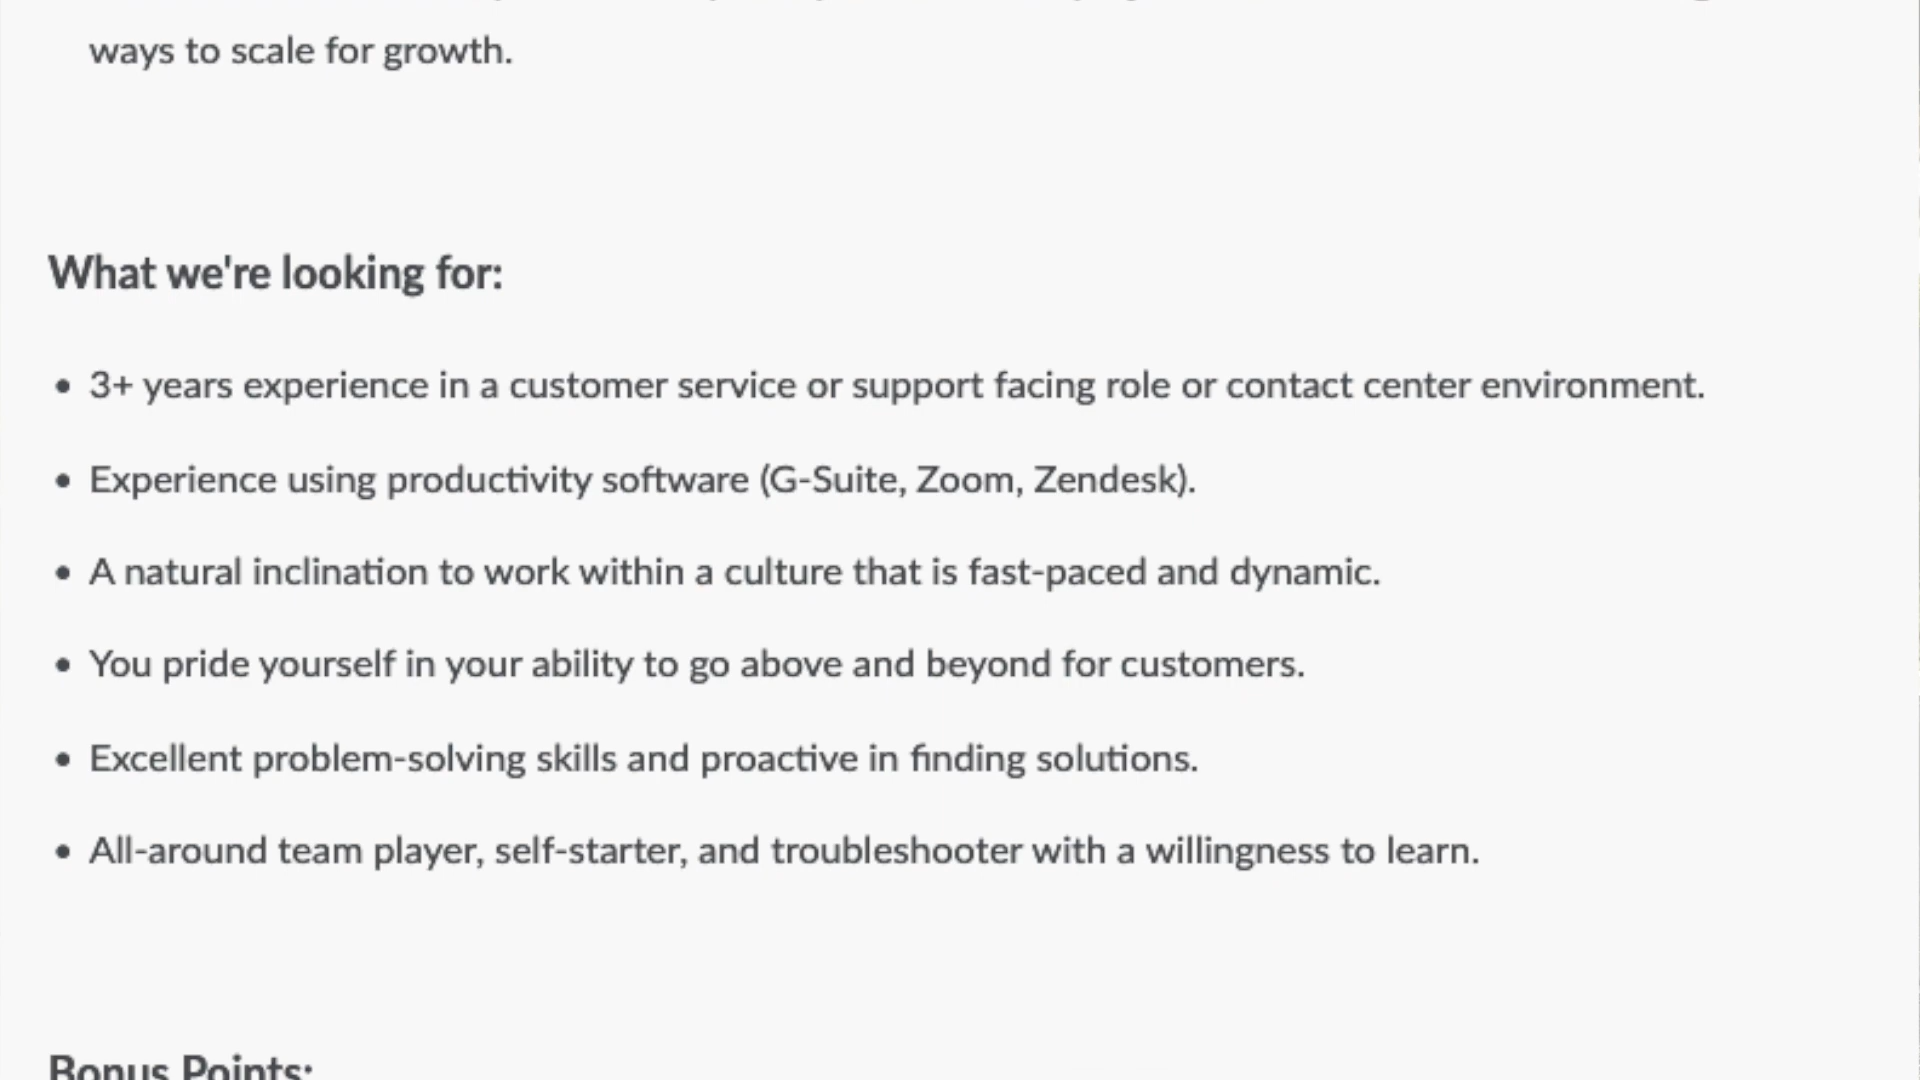 ways to scale for growth.
What we're looking for:
• 3+ years experience in a customer service or support facing role or contact center environment.
• Experience using productivity software (G-Suite, Zoom, Zendesk).
• A natural inclination to work within a culture that is fast-paced and dynamic.
• You pride yourself in your ability to go above and beyond for customers.
• Excellent problem-solving skills and proactive in finding solutions.
• All-around team player, self-starter, and troubleshooter with a willingness to learn.
Bonus Points: